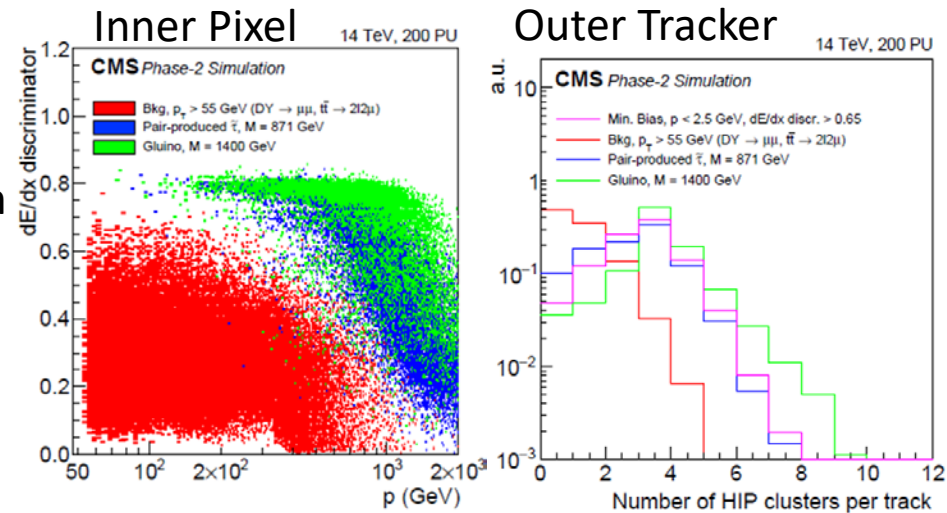 Inner Pixel
14 TeV, 200 PU
CMS Phase-2 Simulation
Bkg, p_T > 55 GeV (DY → μμ, tt̄ → 2l2μ)
Pair-produced τ̃, M = 871 GeV
Gluino, M = 1400 GeV
dE/dx discriminator
1.2
1.0
0.8
0.6
0.4
0.2
0.0
50 10² 2×10² 10³ 2×10³
p (GeV)
n
Outer Tracker
14 TeV, 200 PU
CMS Phase-2 Simulation
Min. Bias, p < 2.5 GeV, dE/dx discr. > 0.65
Bkg, p_T > 55 GeV (DY → μμ, tt̄ → 2l2μ)
Pair-produced τ̃, M = 871 GeV
Gluino, M = 1400 GeV
a.u.
10
1
10⁻¹
10⁻²
10⁻³
0 2 4 6 8 10 12
Number of HIP clusters per track